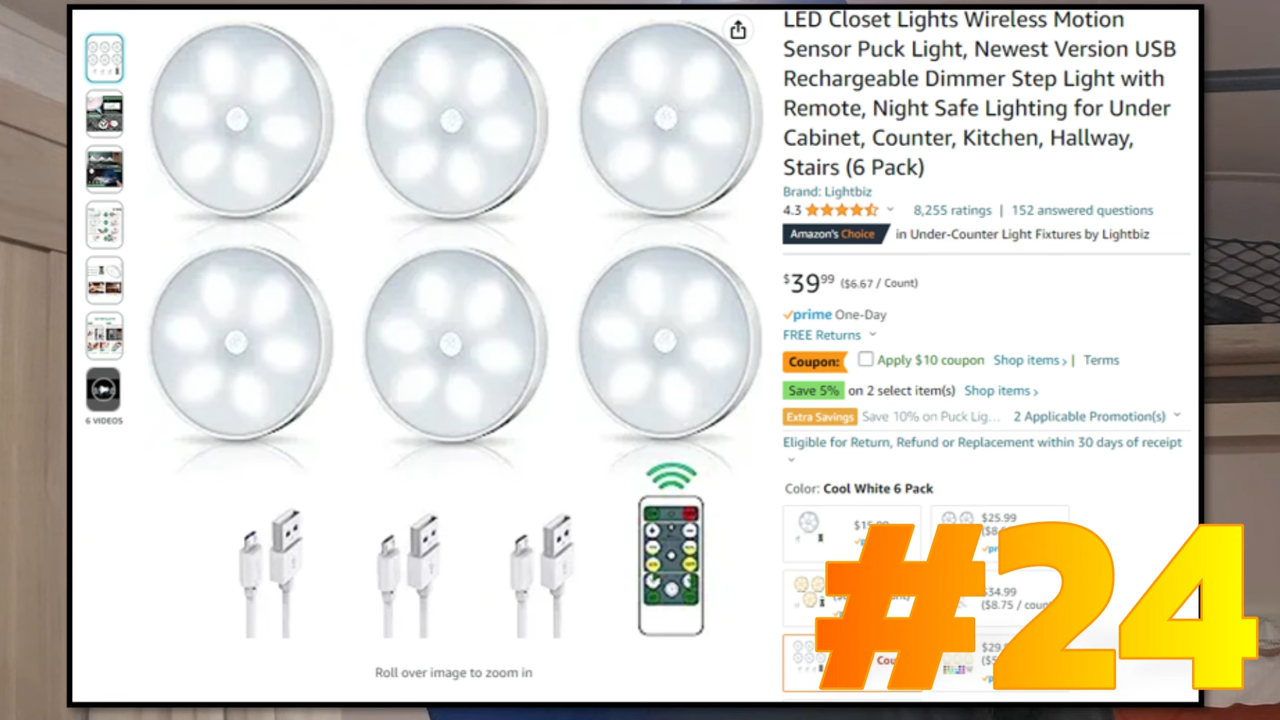 LED Closet Lights Wireless Motion
Sensor Puck Light, Newest Version USB
Rechargeable Dimmer Step Light with
Remote, Night Safe Lighting for Under
Cabinet, Counter, Kitchen, Hallway,
Stairs (6 Pack)
Brand: Lightbiz
4.3 8,255 ratings | 152 answered questions
Amazon's Choice in Under-Counter Light Fixtures by Lightbiz
$39.99 ($6.67 / Count)
prime One-Day
FREE Returns
Coupon: Apply $10 coupon Shop items › | Terms
Save 5% on 2 select item(s) Shop items ›
Extra Savings Save 10% on Puck Lig... 2 Applicable Promotion(s)
Eligible for Return, Refund or Replacement within 30 days of receipt
Color: Cool White 6 Pack
$25.99
$34.99
($8.75 / count)
6 VIDEOS
Roll over image to zoom in
#24